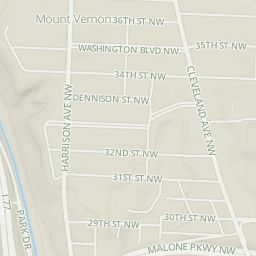 36TH ST NW
Mount Vernon
WASHINGTON BLVD NW
35TH ST NW
34TH ST NW
DENNISON ST NW
CLEVELAND AVE NW
HARRISON AVE NW
32ND ST NW
31ST ST NW
I 77
PARK DR
29TH ST NW
30TH ST NW
MALONE PKWY NW